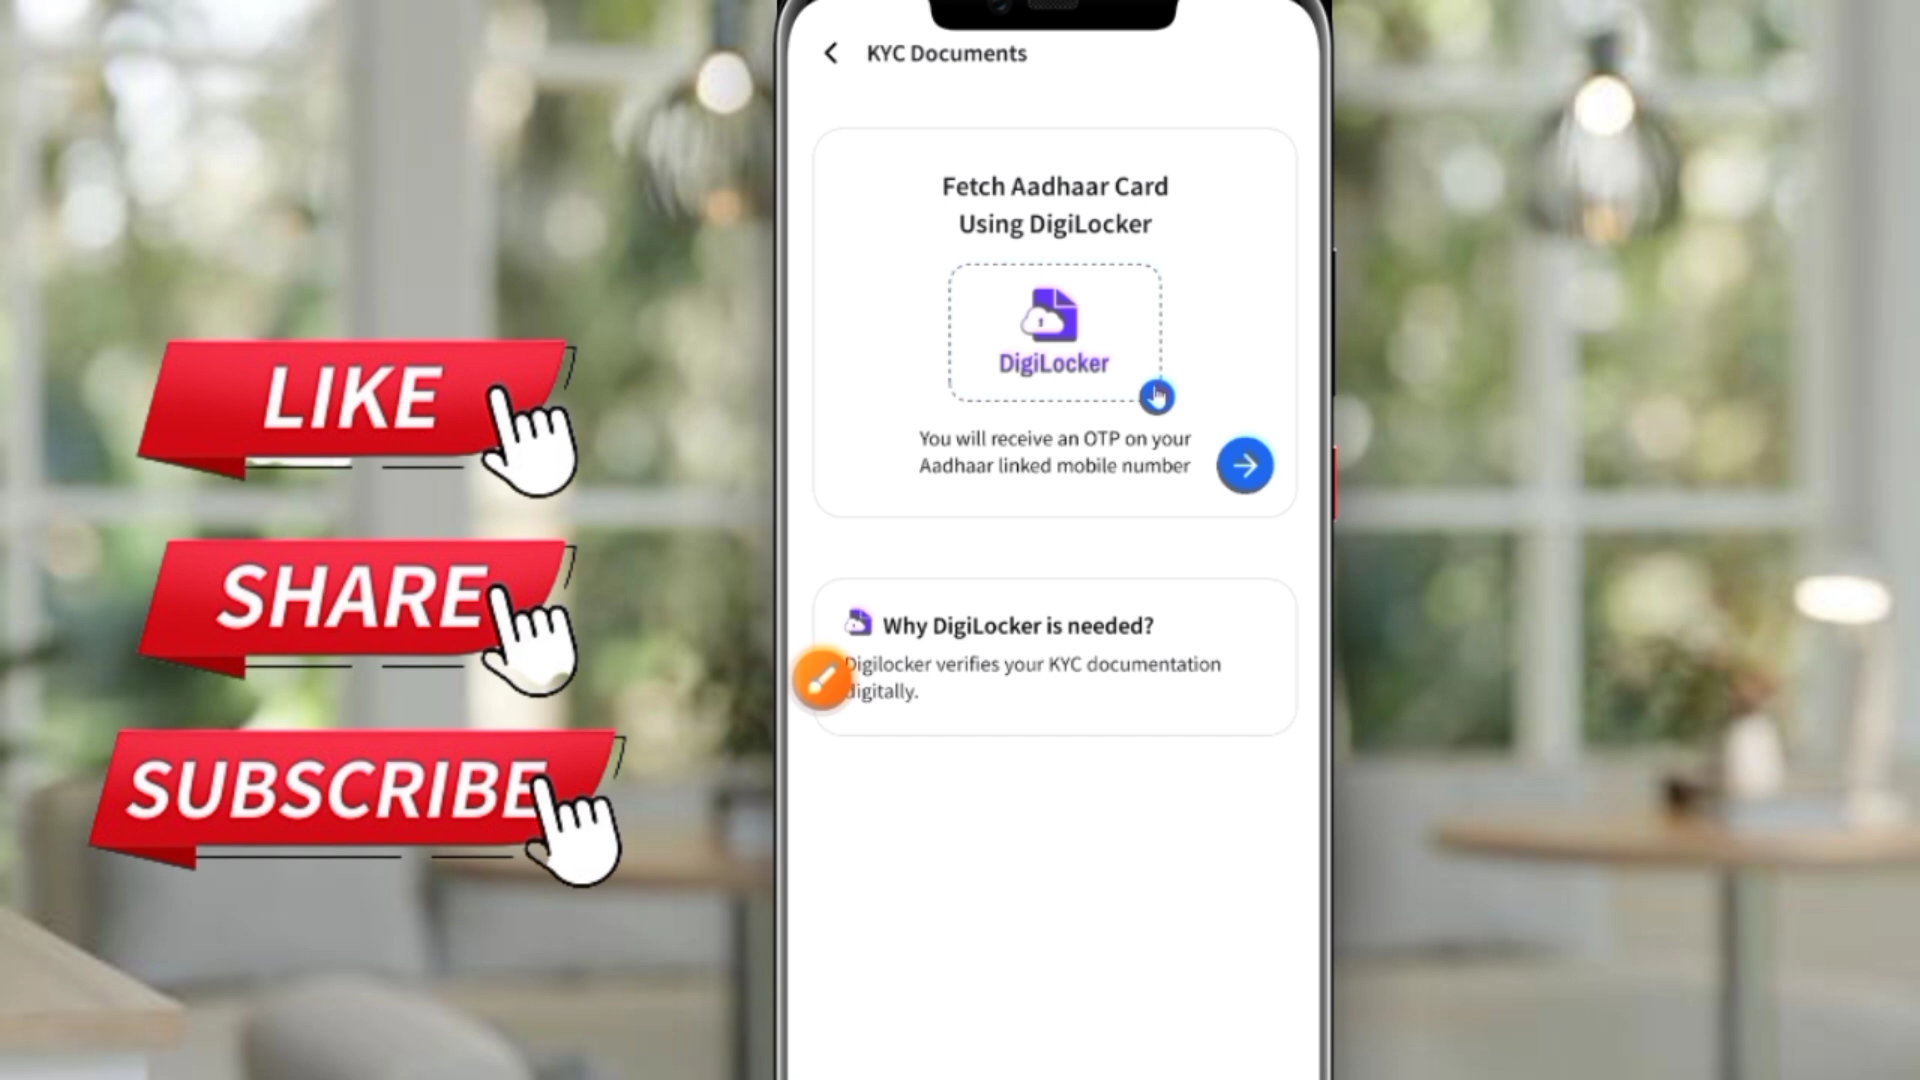 KYC Documents
Fetch Aadhaar Card
Using DigiLocker
DigiLocker
You will receive an OTP on your
Aadhaar linked mobile number
Why DigiLocker is needed?
Digilocker verifies your KYC documentation
digitally.
LIKE
SHARE
SUBSCRIBE